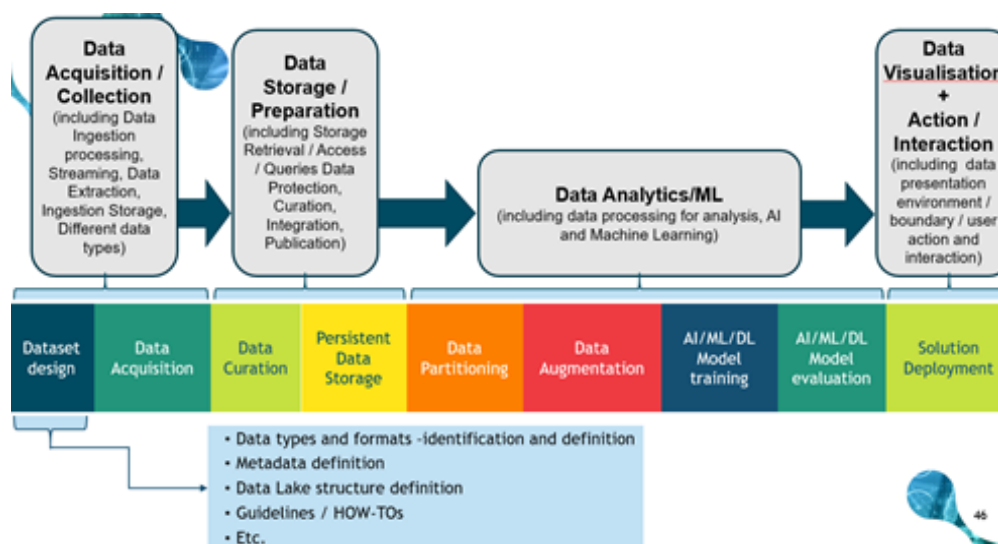 Data
Acquisition /
Collection
(including Data
Ingestion
processing,
Streaming, Data
Extraction,
Ingestion Storage,
Different data
types)
Data
Storage /
Preparation
(including Storage
Retrieval / Access
/ Queries Data
Protection,
Curation,
Integration,
Publication)
Data Analytics/ML
(including data processing for analysis, AI
and Machine Learning)
Data
Visualisation
+
Action /
Interaction
(including data
presentation
environment /
boundary / user
action and
interaction)
Dataset
design
Data
Acquisition
Data
Curation
Persistent
Data
Storage
Data
Partitioning
Data
Augmentation
AI/ML/DL
Model
training
AI/ML/DL
Model
evaluation
Solution
Deployment
• Data types and formats -identification and definition
• Metadata definition
• Data Lake structure definition
• Guidelines / HOW-TOs
• Etc.
46